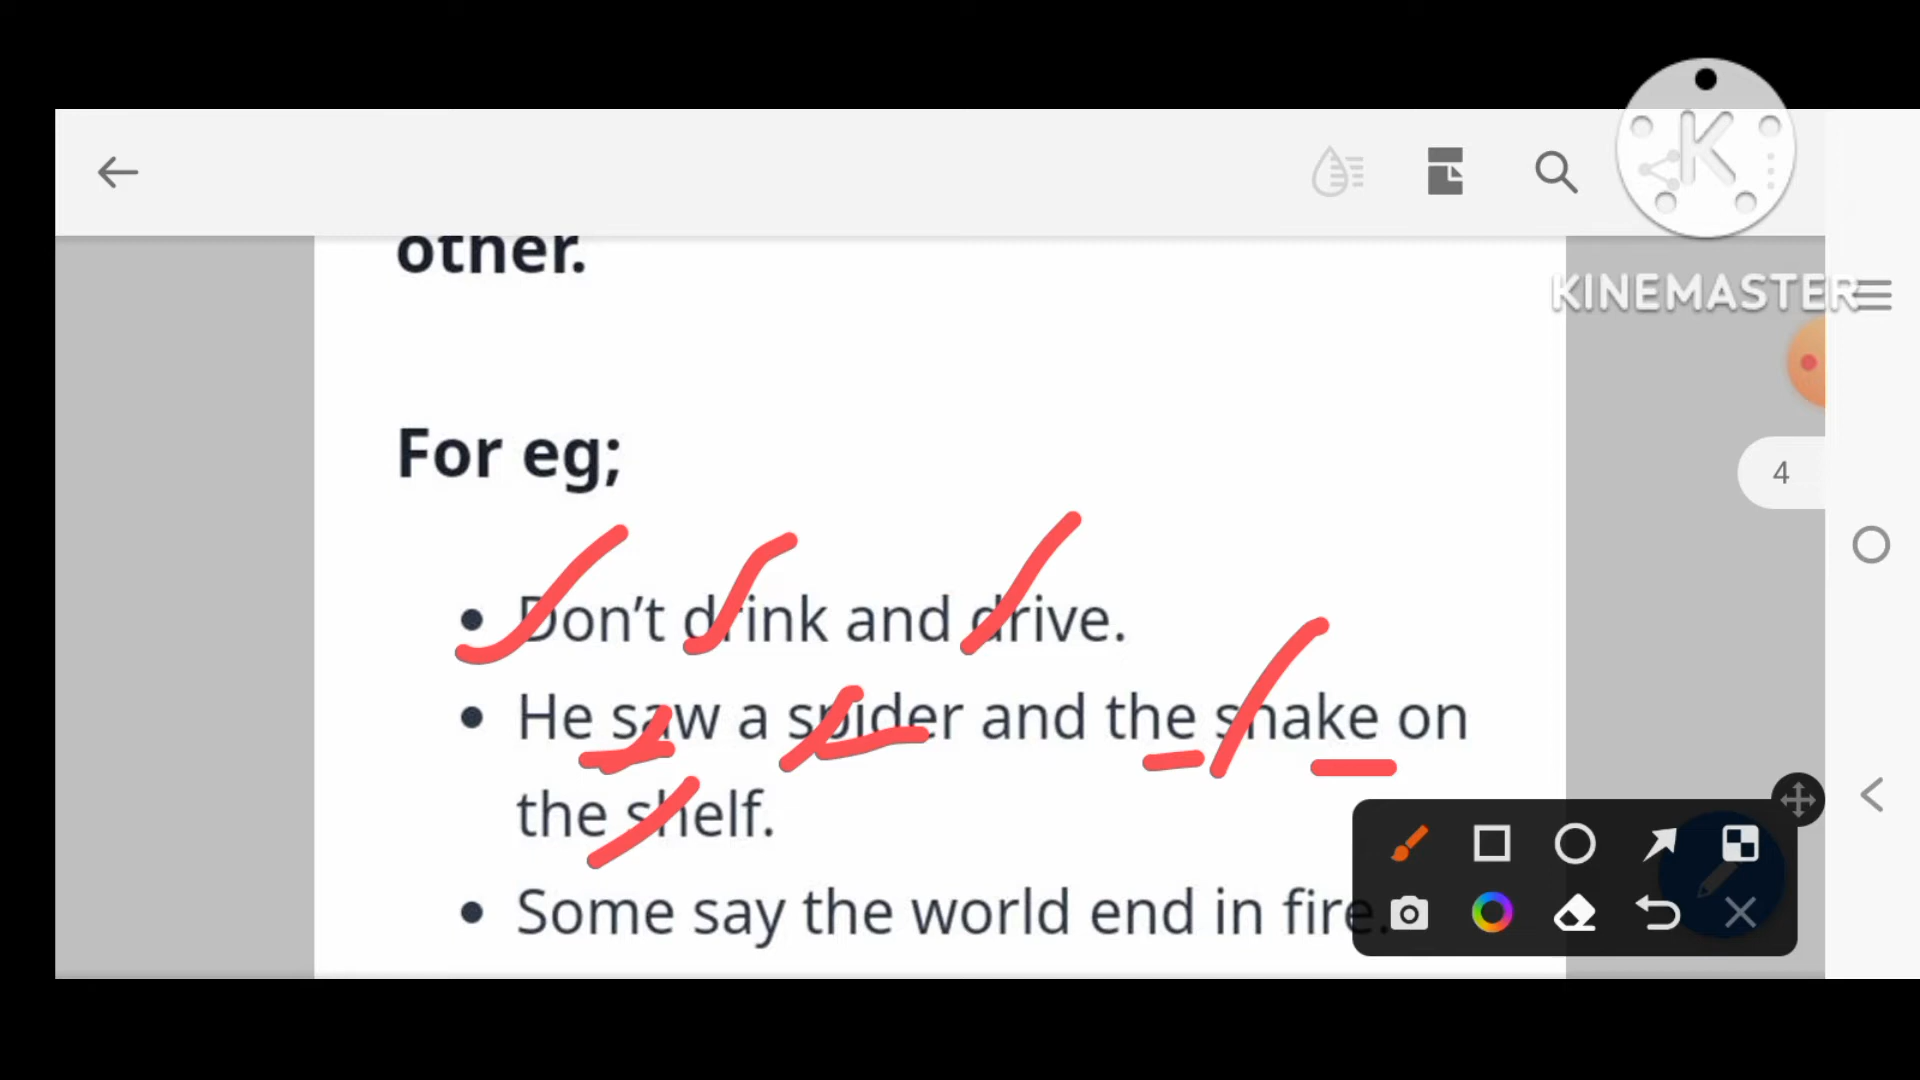 K
KINEMASTER
other.
For eg;
4
Don’t drink and drive.
He saw a spider and the snake on
the shelf.
Some say the world end in fire.